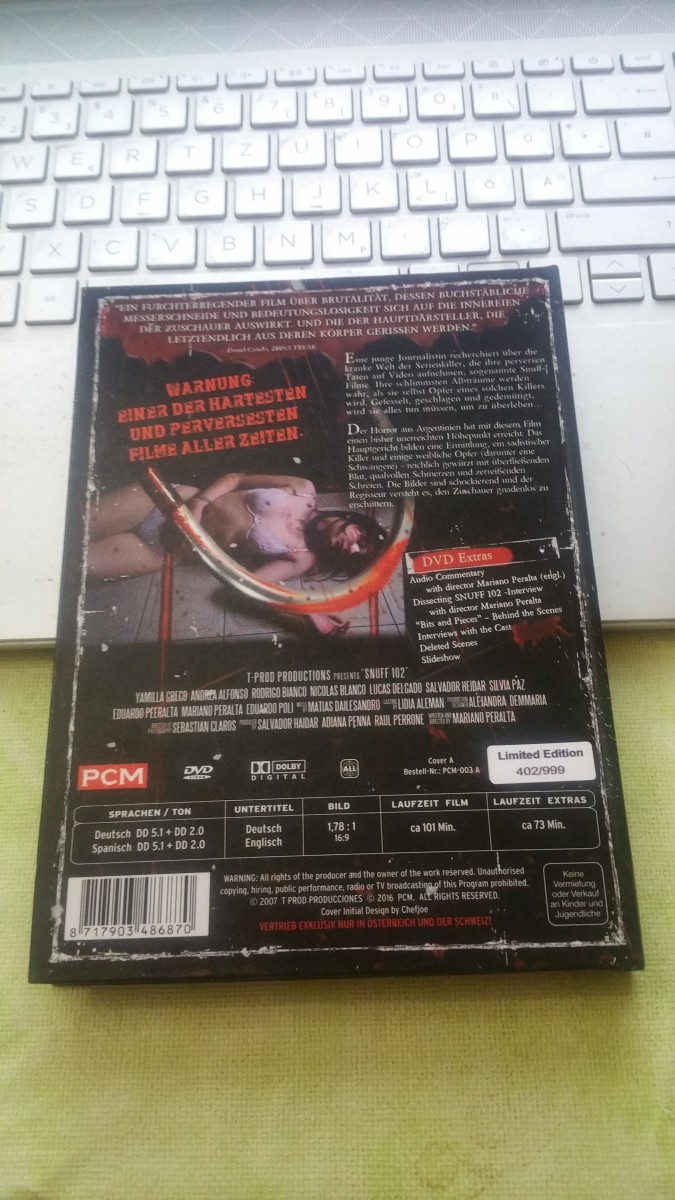 W E € R T Z U I O P Ü
S D F G H J K L Ö Ä
X C V B N M µ
druck
"EIN FURCHTERREGENDER FILM ÜBER BRUTALITÄT, DESSEN BUCHSTÄBLICHE
MESSERSCHNEIDE UND BEDEUTUNGSLOSIGKEIT SICH AUF DIE INNEREIEN
DER ZUSCHAUER AUSWIRKT. UND DIE DER HAUPTDARSTELLER, DIE
LETZTENDLICH AUS DEREN KÖRPER GERISSEN WERDEN."
FREAK
WARNUNG:
EINER DER HÄRTESTEN
UND PERVERSESTEN
FILME ALLER ZEITEN.
Eine junge Journalistin recherchiert über die
kranke Welt der Serienkiller, die ihre perversen
Taten auf Video aufnehmen, sogenannte Snuff-
Filme. Ihre schlimmsten Albträume werden
wahr, als sie selbst Opfer eines solchen Killers
wird. Gefesselt, geschlagen und gedemütigt,
wird sie alles tun müssen, um zu überleben...
Der Horror aus Argentinien hat mit diesem Film
einen bisher unerreichten Höhepunkt erreicht. Das
Hauptgericht bilden eine Ermittlung, ein sadistischer
Killer und einige weibliche Opfer (darunter eine
Schwangere) - reichlich gewürzt mit überfließenden
Blut, qualvollen Schmerzen und zerreißenden
Schreien. Die Bilder sind schockierend und der
Regisseur versteht es, den Zuschauer gnadenlos zu
erschüttern.
DVD Extras
Audio Commentary
with director Mariano Peralta (engl.)
Dissecting SNUFF 102 -Interview
with director Mariano Peralta
"Bits and Pieces" – Behind the Scenes
Interviews with the Cast
Deleted Scenes
Slideshow
T-PROD PRODUCTIONS PRESENTS "SNUFF 102"
YAMILLA GRECO ANDREA ALFONSO RODRIGO BIANCO NICOLAS BLANCO LUCAS DELGADO SALVADOR HEIDAR SILVIA PAZ
EDUARDO PEERALTA MARIANO PERALTA EDUARDO POLI MUSIC MATIAS DAILESANDRO CASTING LIDIA ALEMAN ALEJANDRA DEMMARIA
SEBASTIAN CLAROS SALVADOR HAIDAR ADIANA PENNA RAUL PERRONE WRITTEN AND DIRECTED BY MARIANO PERALTA
PCM
DVD VIDEO
DOLBY DIGITAL
ALL
Cover A
Bestell-Nr.: PCM-003 A
Limited Edition
402/999
SPRACHEN / TON
Deutsch DD 5.1 + DD 2.0
Spanisch DD 5.1 + DD 2.0
UNTERTITEL
Deutsch
Englisch
BILD
1,78 : 1
16:9
LAUFZEIT FILM
ca 101 Min.
LAUFZEIT EXTRAS
ca 73 Min.
8 717903 486870
WARNING: All rights of the producer and the owner of the work reserved. Unauthorised
copying, hiring, public performance, radio or TV broadcasting of this Program prohibited.
© 2007 T PROD PRODUCCIONES © 2016 PCM. ALL RIGHTS RESERVED.
Cover Initial Design by Chefjoe
VERTRIEB EXKLUSIV NUR IN ÖSTERREICH UND DER SCHWEIZ!
Keine
Vermietung
oder Verkauf
an Kinder und
Jugendliche